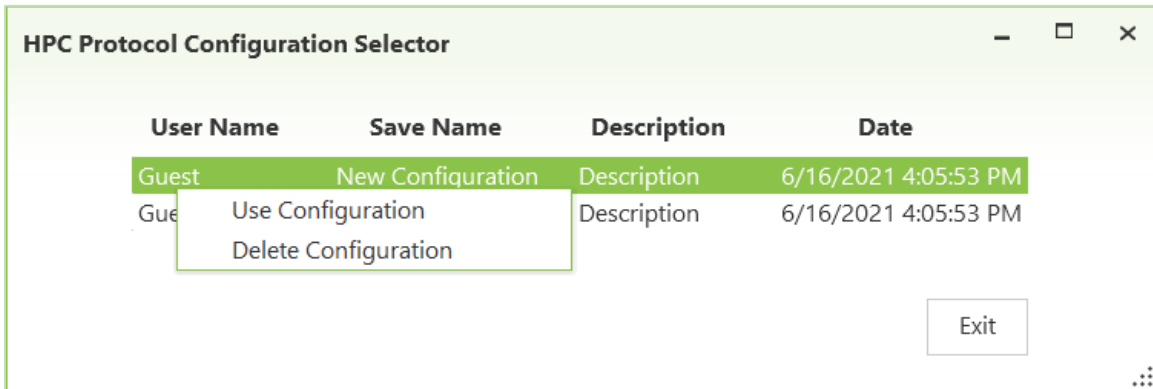 HPC Protocol Configuration Selector
User Name Save Name Description Date
Guest New Configuration Description 6/16/2021 4:05:53 PM
Gue Description 6/16/2021 4:05:53 PM
Use Configuration
Delete Configuration
Exit